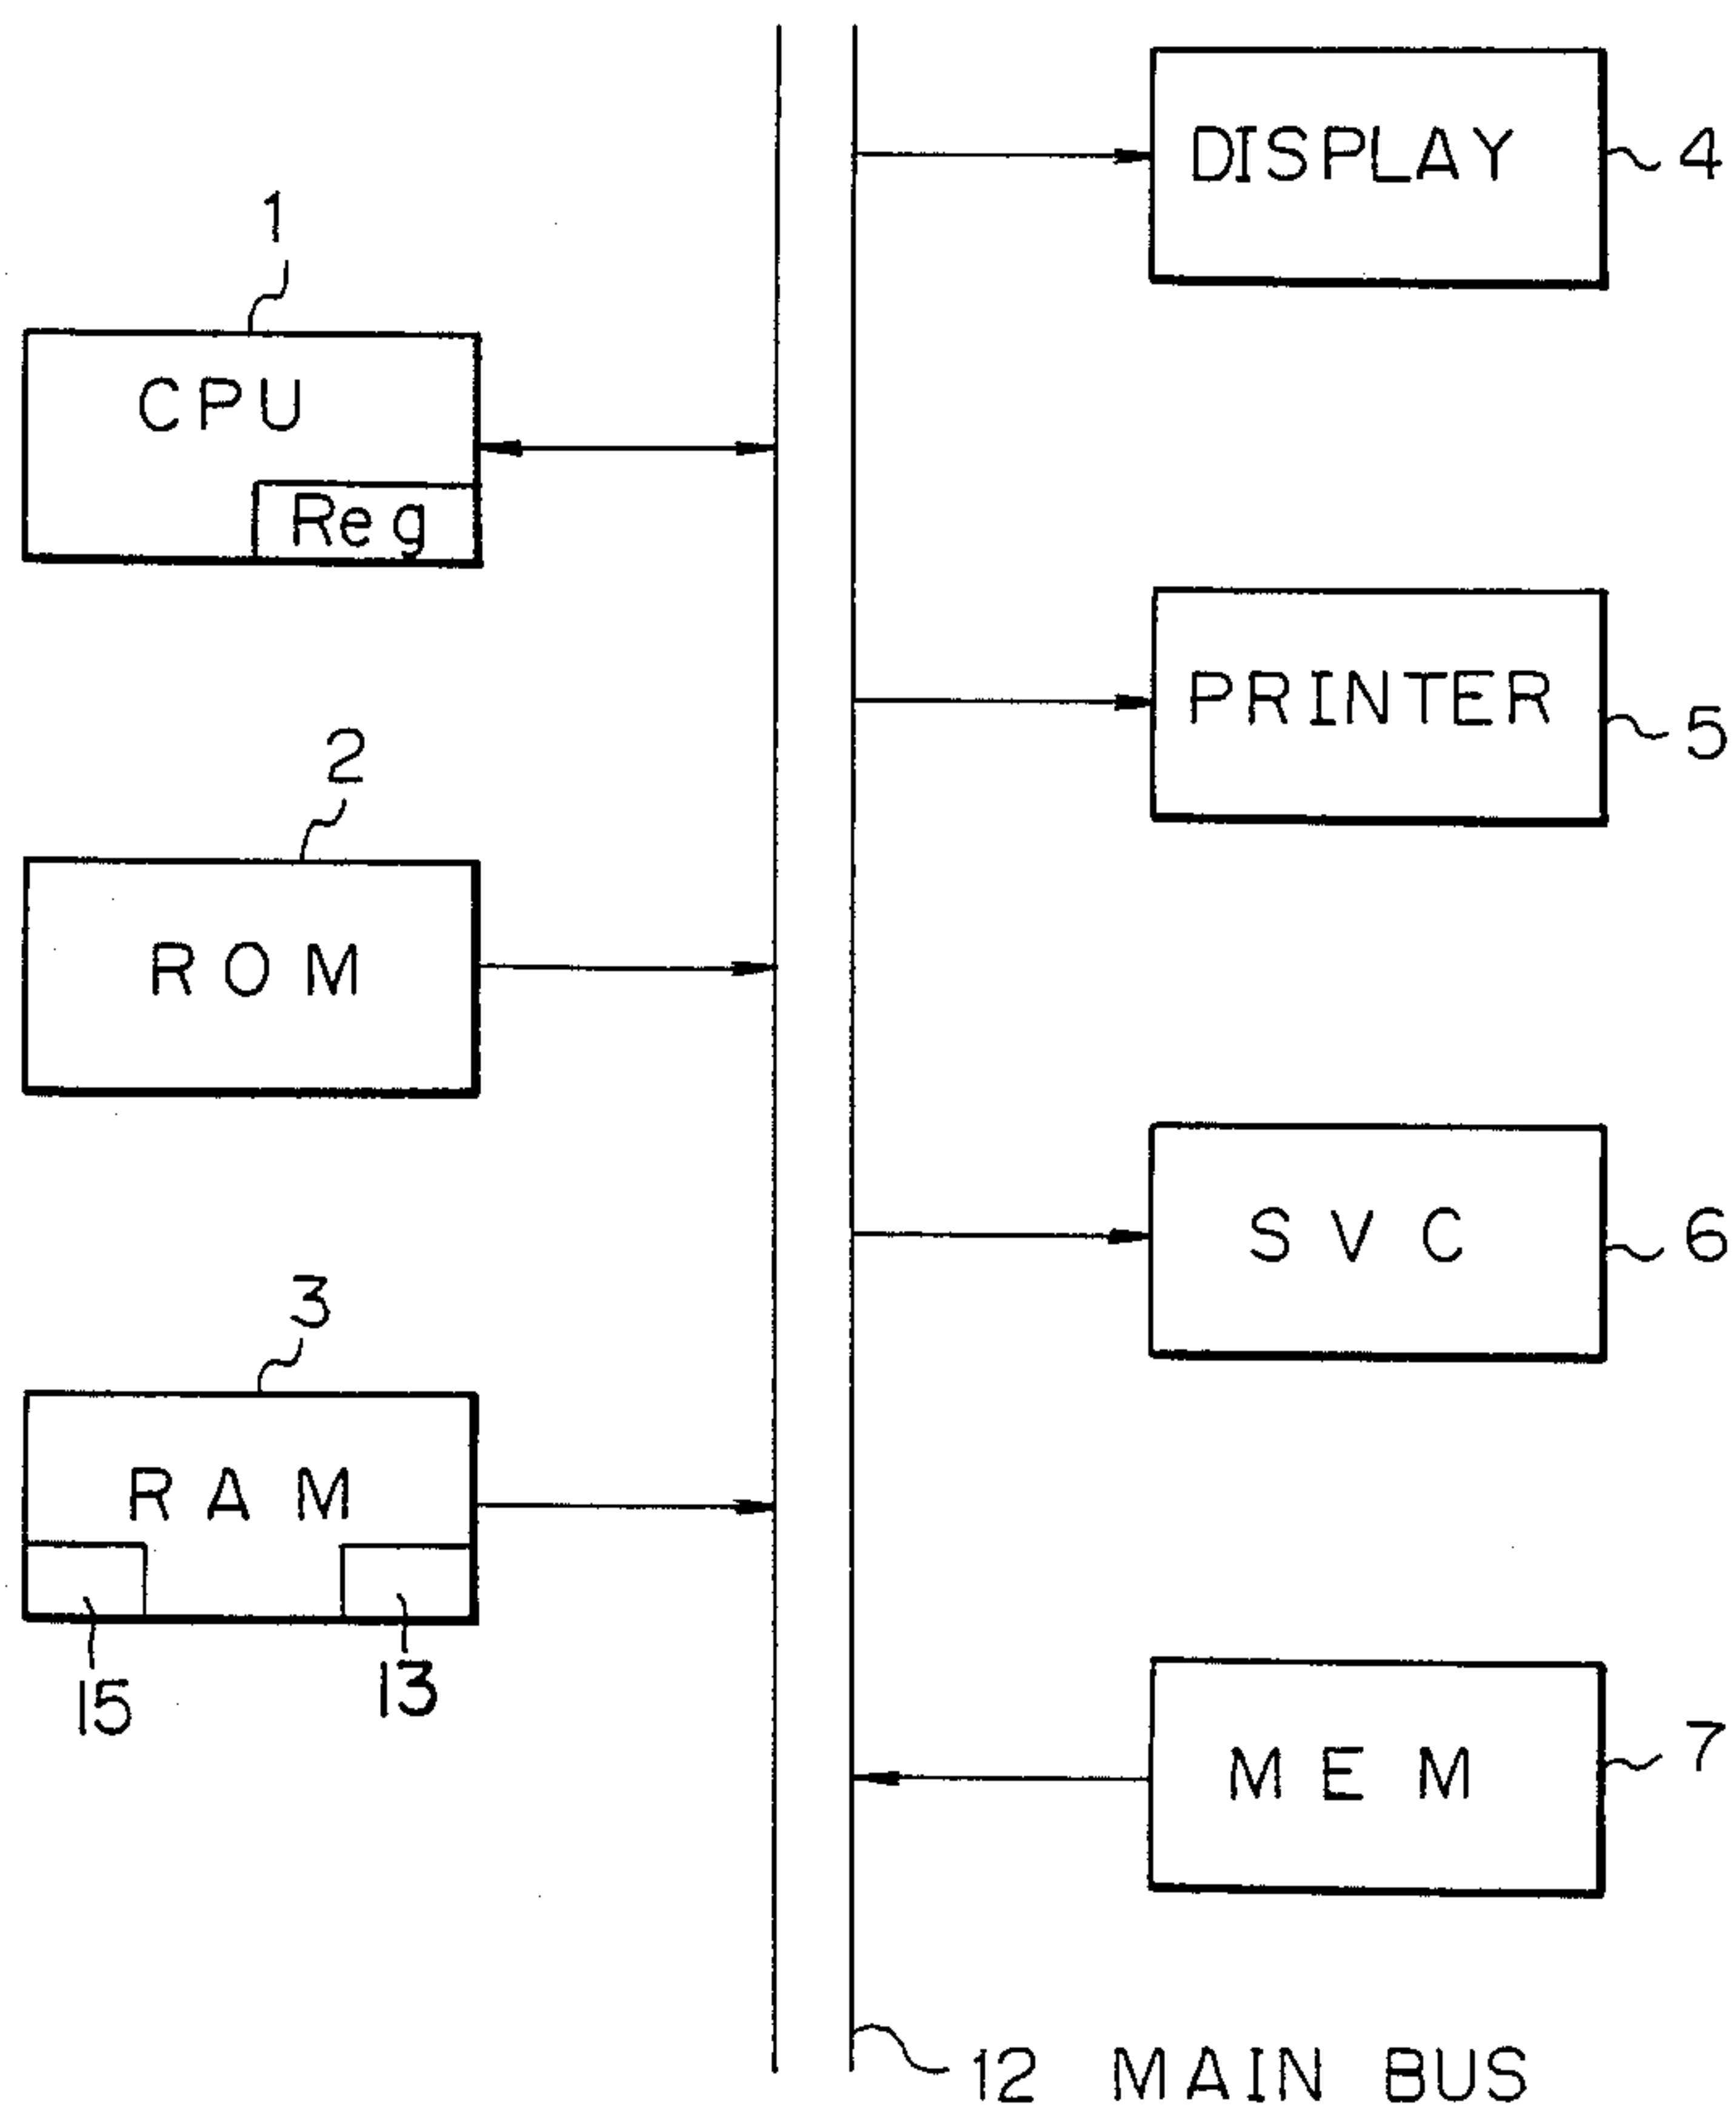 1
CPU
Reg
2
ROM
3
RAM
15
13
DISPLAY
4
PRINTER
5
SVC
6
MEM
7
12 MAIN BUS